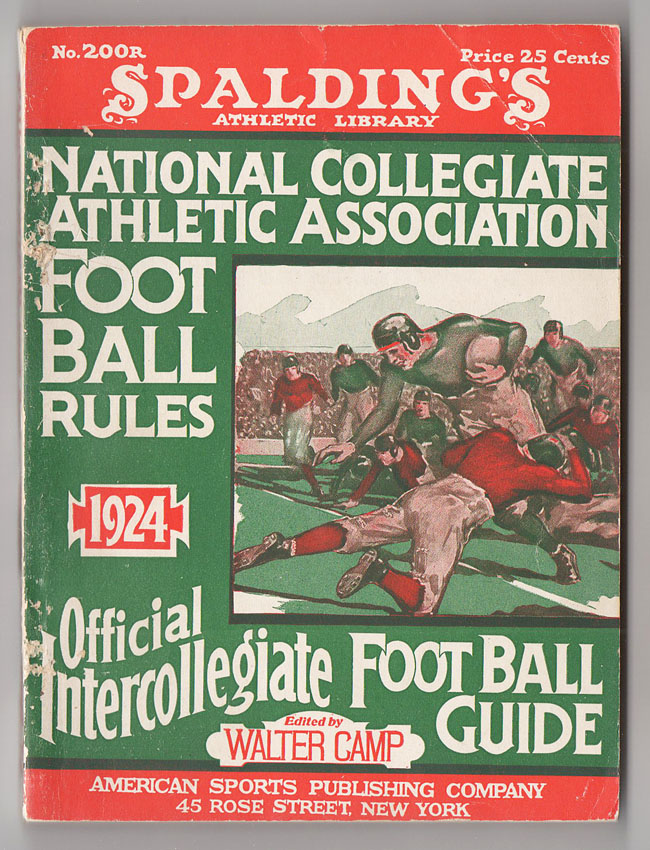 No. 200R
Price 25 Cents
SPALDING'S
ATHLETIC LIBRARY
NATIONAL COLLEGIATE
ATHLETIC ASSOCIATION
FOOT
BALL
RULES
1924
Official
Intercollegiate FOOT BALL
GUIDE
Edited by
WALTER CAMP
AMERICAN SPORTS PUBLISHING COMPANY
45 ROSE STREET, NEW YORK